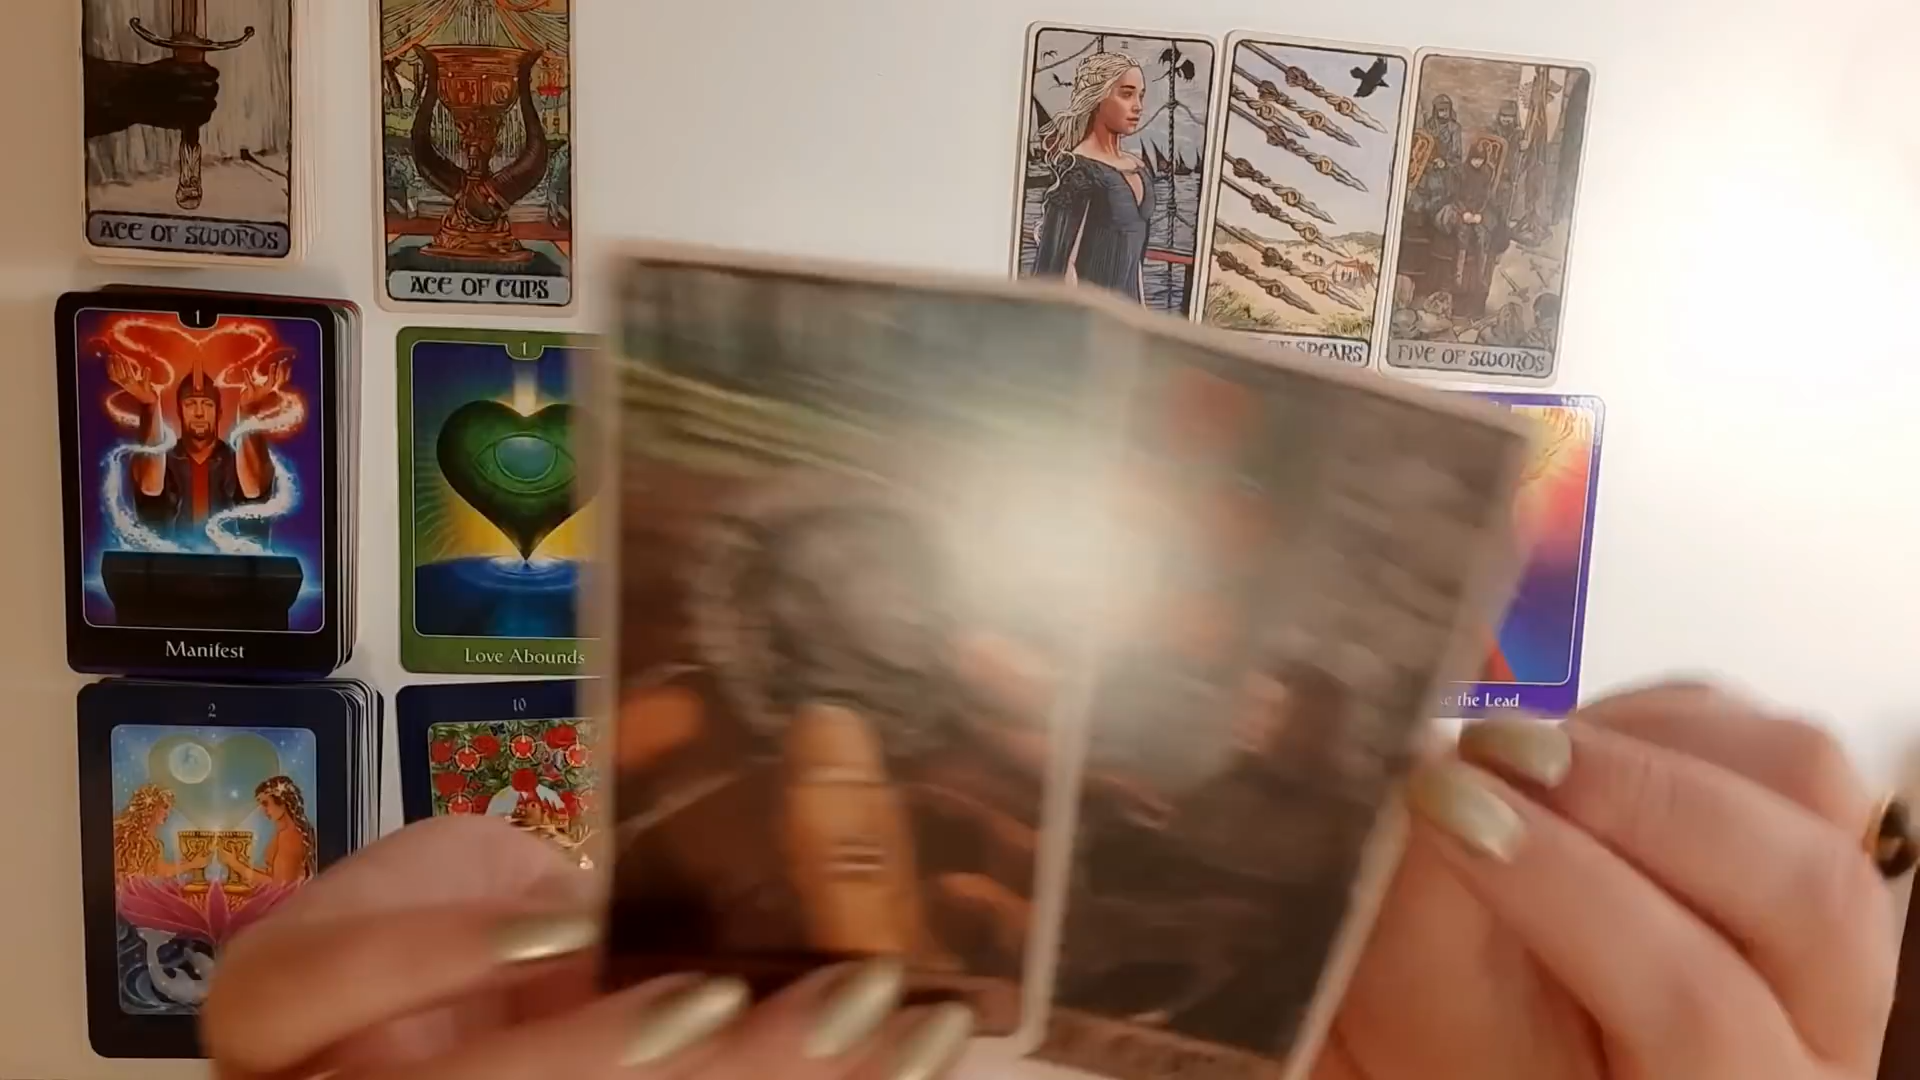 ACE OF SWORDS
ACE OF CUPS
II
SPEARS
FIVE OF SWORDS
1
Manifest
1
Love Abounds
the Lead
2
10